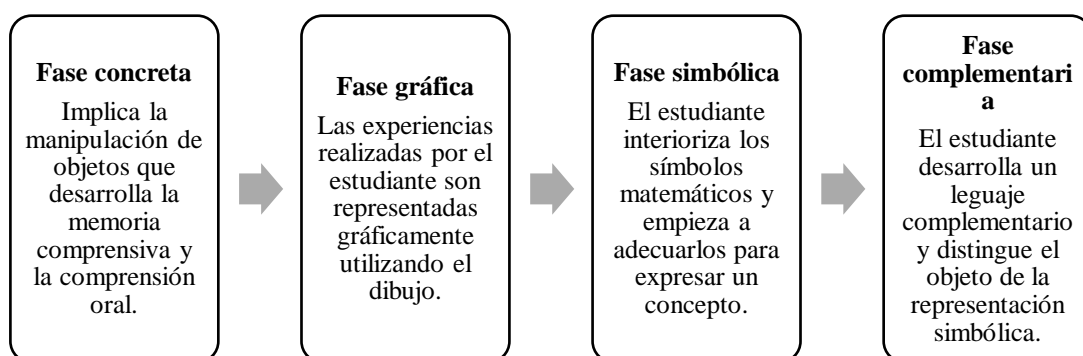 Fase concreta
Implica la
manipulación de
objetos que
desarrolla la
memoria
comprensiva y
la comprensión
oral.
Fase gráfica
Las experiencias
realizadas por el
estudiante son
representadas
gráficamente
utilizando el
dibujo.
Fase simbólica
El estudiante
interioriza los
símbolos
matemáticos y
empieza a
adecuarlos para
expresar un
concepto.
Fase
complementari
a
El estudiante
desarrolla un
leguaje
complementario
y distingue el
objeto de la
representación
simbólica.